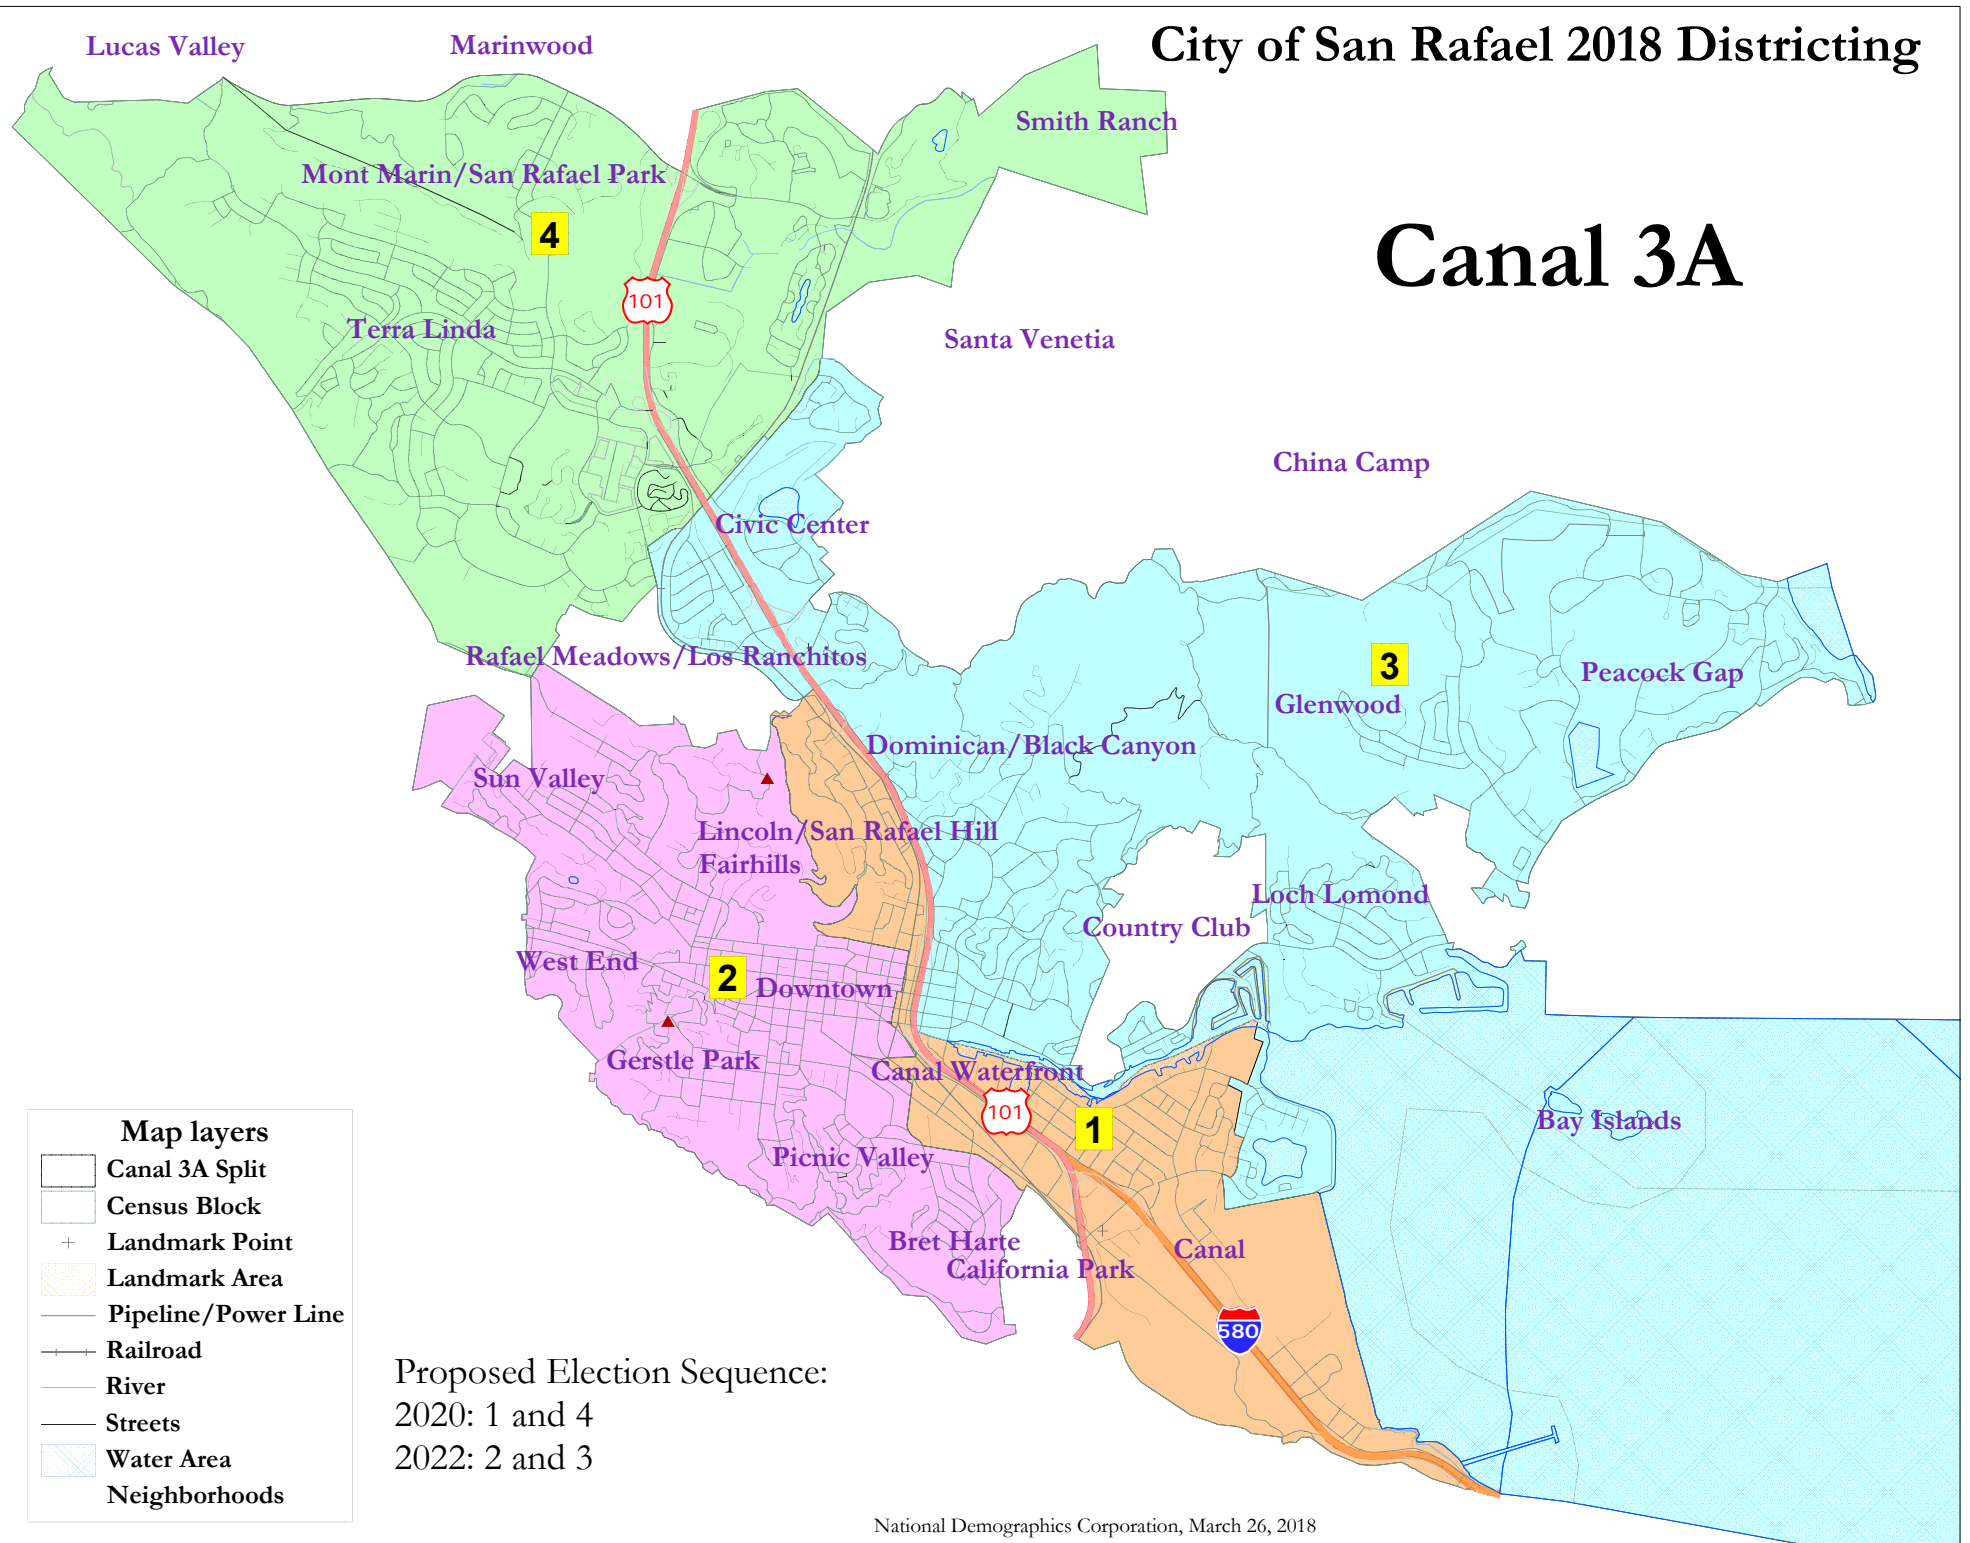 City of San Rafael 2018 Districting
Canal 3A
Lucas Valley
Marinwood
Smith Ranch
Mont Marin/San Rafael Park
4
101
Terra Linda
Santa Venetia
China Camp
Civic Center
Rafael Meadows/Los Ranchitos
3
Peacock Gap
Glenwood
Dominican/Black Canyon
Sun Valley
Lincoln/San Rafael Hill
Fairhills
Loch Lomond
Country Club
West End
2
Downtown
Gerstle Park
Canal Waterfront
101
1
Bay Islands
Picnic Valley
Bret Harte
California Park
Canal
580
Map layers
Canal 3A Split
Census Block
Landmark Point
Landmark Area
Pipeline/Power Line
Railroad
River
Streets
Water Area
Neighborhoods
Proposed Election Sequence:
2020: 1 and 4
2022: 2 and 3
National Demographics Corporation, March 26, 2018